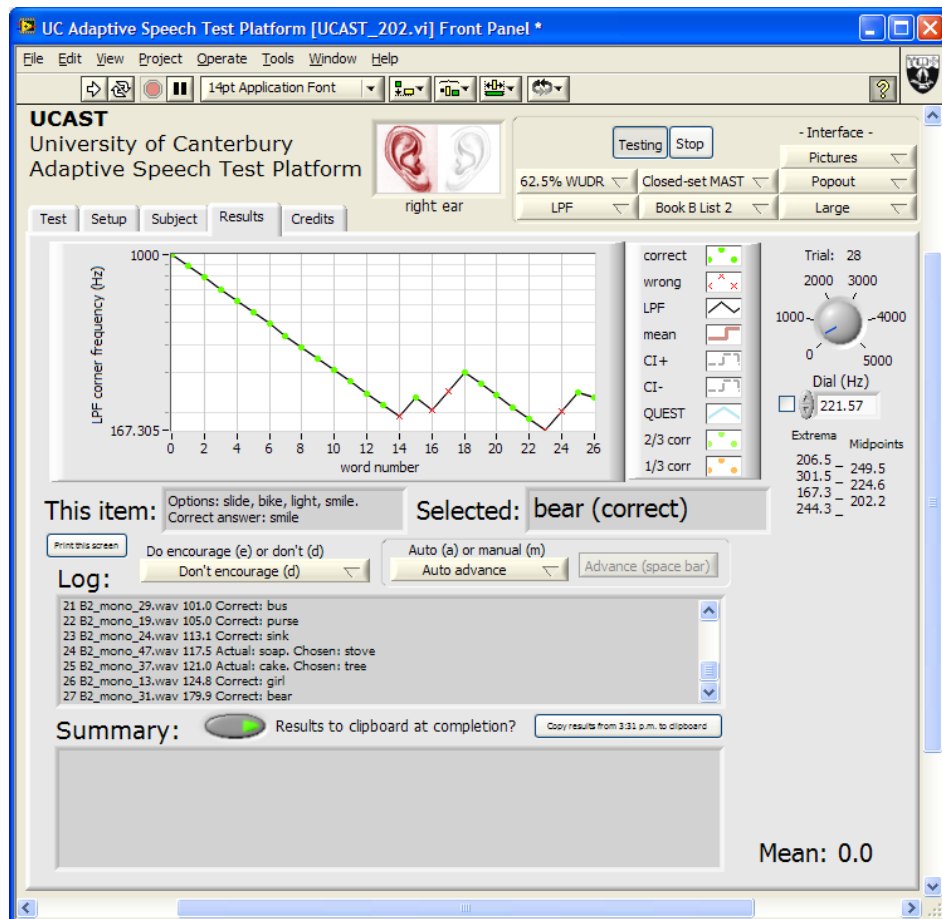 UC Adaptive Speech Test Platform [UCAST_202.vi] Front Panel *
File Edit View Project Operate Tools Window Help
14pt Application Font
?
UCAST
University of Canterbury
Adaptive Speech Test Platform
right ear
Testing Stop
- Interface -
Pictures
62.5% WUDR Closed-set MAST Popout
LPF Book B List 2 Large
Test Setup Subject Results Credits
LPF corner frequency (Hz)
1000
167.305
0 2 4 6 8 10 12 14 16 18 20 22 24 26
word number
correct
wrong
LPF
mean
CI+
CI-
QUEST
2/3 corr
1/3 corr
Trial: 28
2000 3000
1000 4000
0 5000
Dial (Hz)
221.57
Extrema Midpoints
206.5
301.5 249.5
167.3 224.6
244.3 202.2
This item: Options: slide, bike, light, smile.
Correct answer: smile
Selected: bear (correct)
Print this screen
Do encourage (e) or don't (d)
Don't encourage (d)
Auto (a) or manual (m)
Auto advance
Advance (space bar)
Log:
21 B2_mono_29.wav 101.0 Correct: bus
22 B2_mono_19.wav 105.0 Correct: purse
23 B2_mono_24.wav 113.1 Correct: sink
24 B2_mono_47.wav 117.5 Actual: soap. Chosen: stove
25 B2_mono_37.wav 121.0 Actual: cake. Chosen: tree
26 B2_mono_13.wav 124.8 Correct: girl
27 B2_mono_31.wav 179.9 Correct: bear
Summary:
Results to clipboard at completion?
Copy results from 3:31 p.m. to clipboard
Mean: 0.0